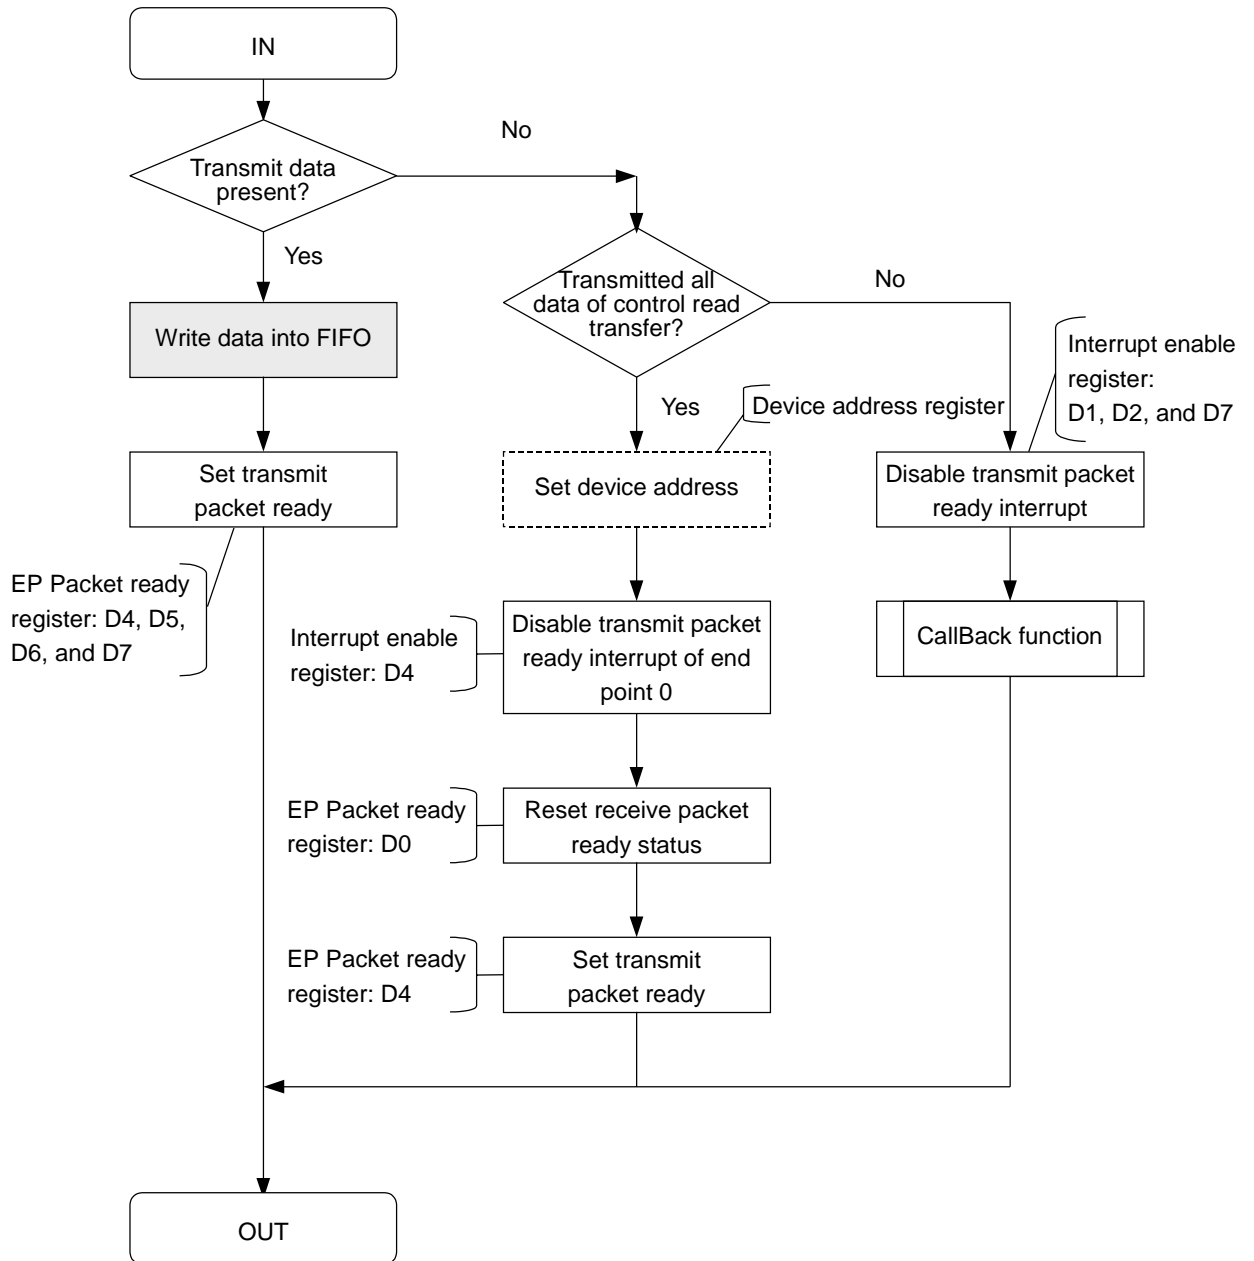 IN
No
Transmit data
present?
Yes
Transmitted all
data of control read
transfer?
No
Write data into FIFO
Interrupt enable
register:
D1, D2, and D7
Yes
Device address register
Set transmit
packet ready
Set device address
Disable transmit packet
ready interrupt
EP Packet ready
register: D4, D5,
D6, and D7
Interrupt enable
register: D4
Disable transmit packet
ready interrupt of end
point 0
CallBack function
EP Packet ready
register: D0
Reset receive packet
ready status
EP Packet ready
register: D4
Set transmit
packet ready
OUT